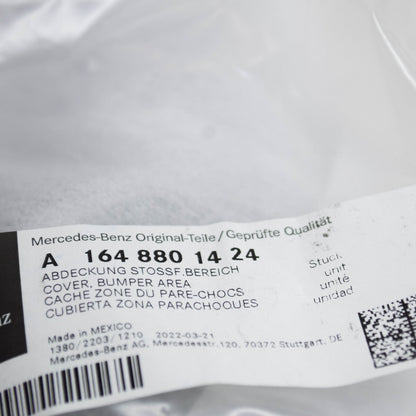 Mercedes-Benz Original-Teile/Geprüfte Qualität
A 164 880 14 24
ABDECKUNG STOSSF.BEREICH
COVER, BUMPER AREA
CACHE ZONE DU PARE-CHOCS
CUBIERTA ZONA PARACHOQUES
Stück
unit
unité
unidad
Made in MEXICO
1380/2203/1210 2022-03-21
Mercedes-Benz AG, Mercedesstr.120, 70372 Stuttgart, DE